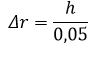 Δr = h / 0,05